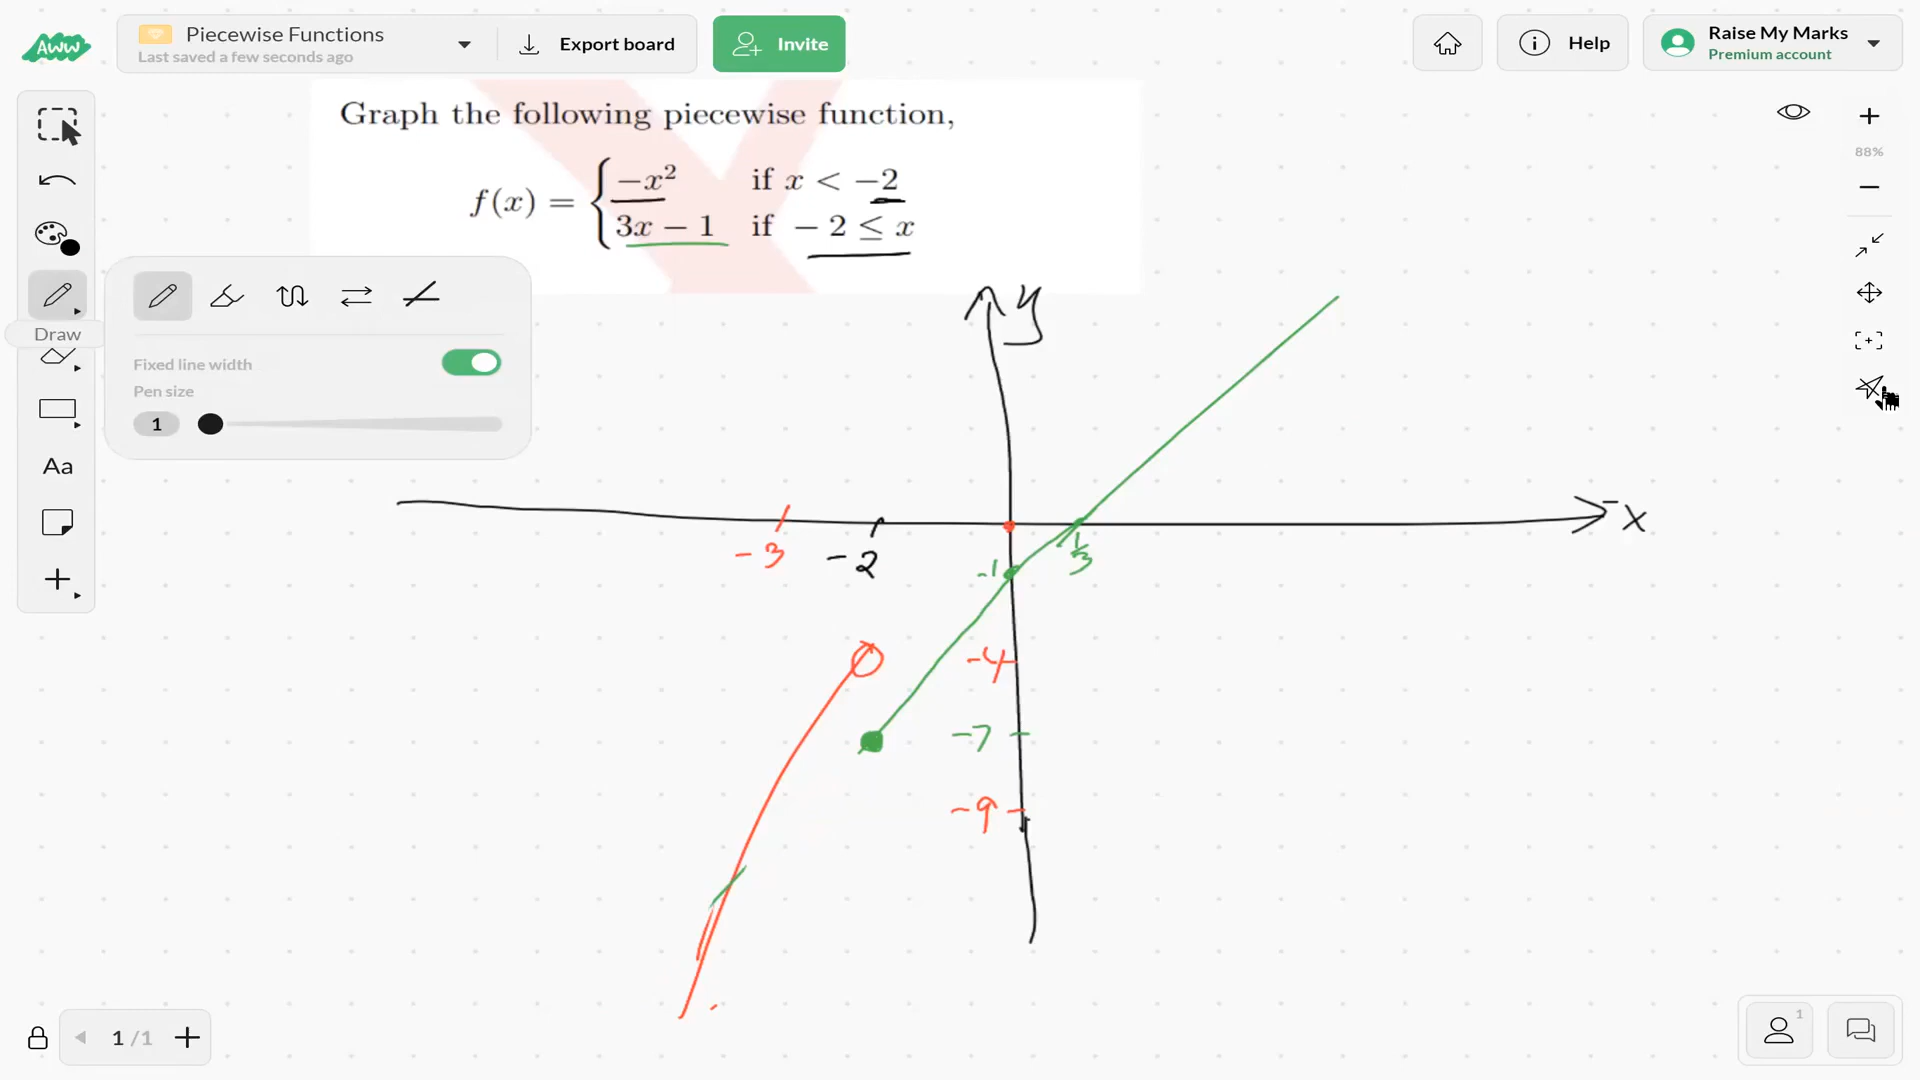 AWW
Piecewise Functions
Last saved a few seconds ago
Export board
Invite
Help
Raise My Marks
Premium account
88%
Graph the following piecewise function,
f(x) = { -x² if x < -2
3x - 1 if -2 ≤ x
Draw
Fixed line width
Pen size
1
Aa
y
x
-3
-2
-1
1/3
-4
-7
-9
1 /1
1